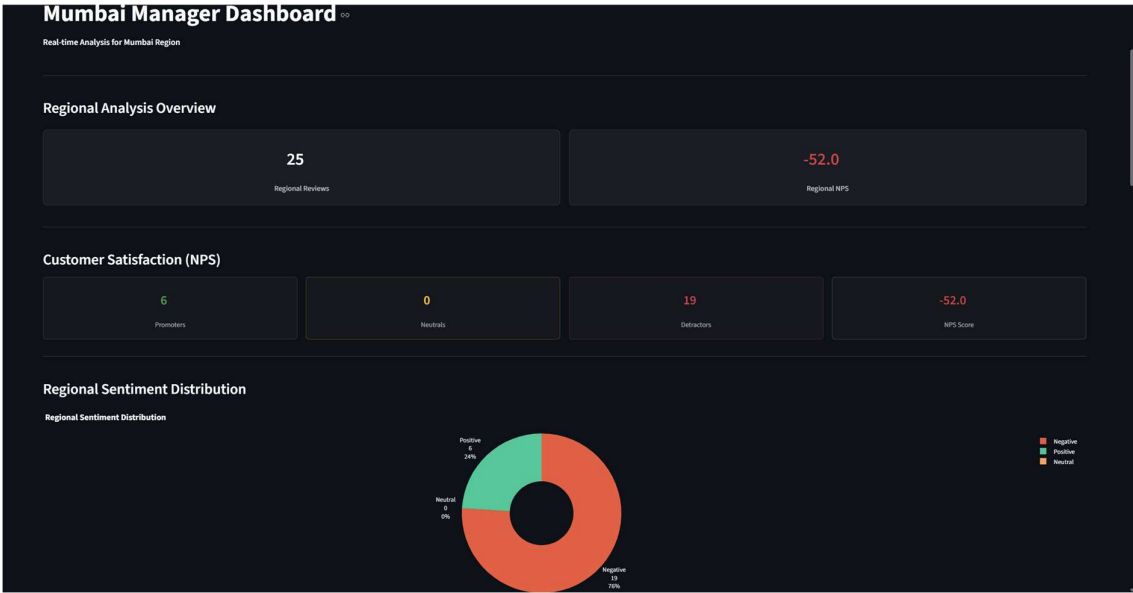 Mumbai Manager Dashboard
Real-time Analysis for Mumbai Region
Regional Analysis Overview
25
Regional Reviews
-52.0
Regional NPS
Customer Satisfaction (NPS)
6
Promoters
0
Neutrals
19
Detractors
-52.0
NPS Score
Regional Sentiment Distribution
Regional Sentiment Distribution
Positive
6
24%
Neutral
0
0%
Negative
19
76%
Negative
Positive
Neutral